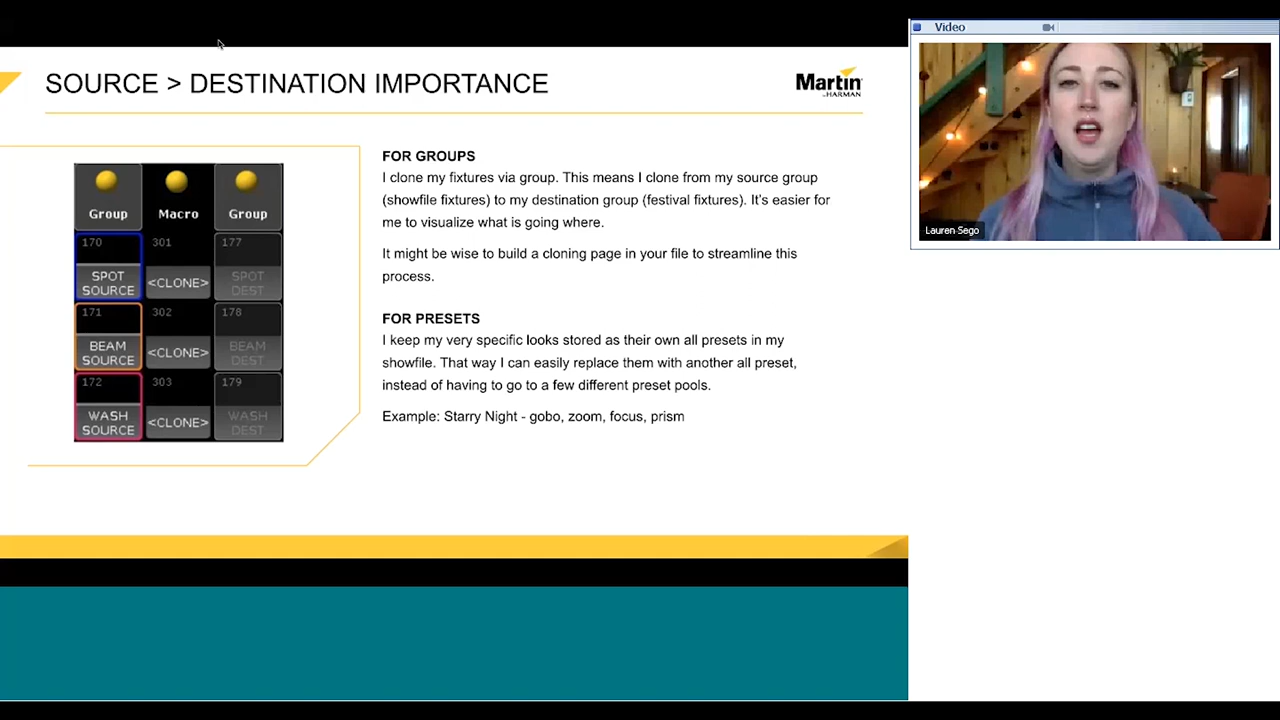 Video
SOURCE > DESTINATION IMPORTANCE
Martin
by HARMAN
Group
Macro
Group
170
301
177
SPOT
SOURCE
<CLONE>
SPOT
DEST
171
302
178
BEAM
SOURCE
<CLONE>
BEAM
DEST
172
303
179
WASH
SOURCE
<CLONE>
WASH
DEST
FOR GROUPS
I clone my fixtures via group. This means I clone from my source group
(showfile fixtures) to my destination group (festival fixtures). It's easier for
me to visualize what is going where.
It might be wise to build a cloning page in your file to streamline this
process.
FOR PRESETS
I keep my very specific looks stored as their own all presets in my
showfile. That way I can easily replace them with another all preset,
instead of having to go to a few different preset pools.
Example: Starry Night - gobo, zoom, focus, prism
Lauren Sego